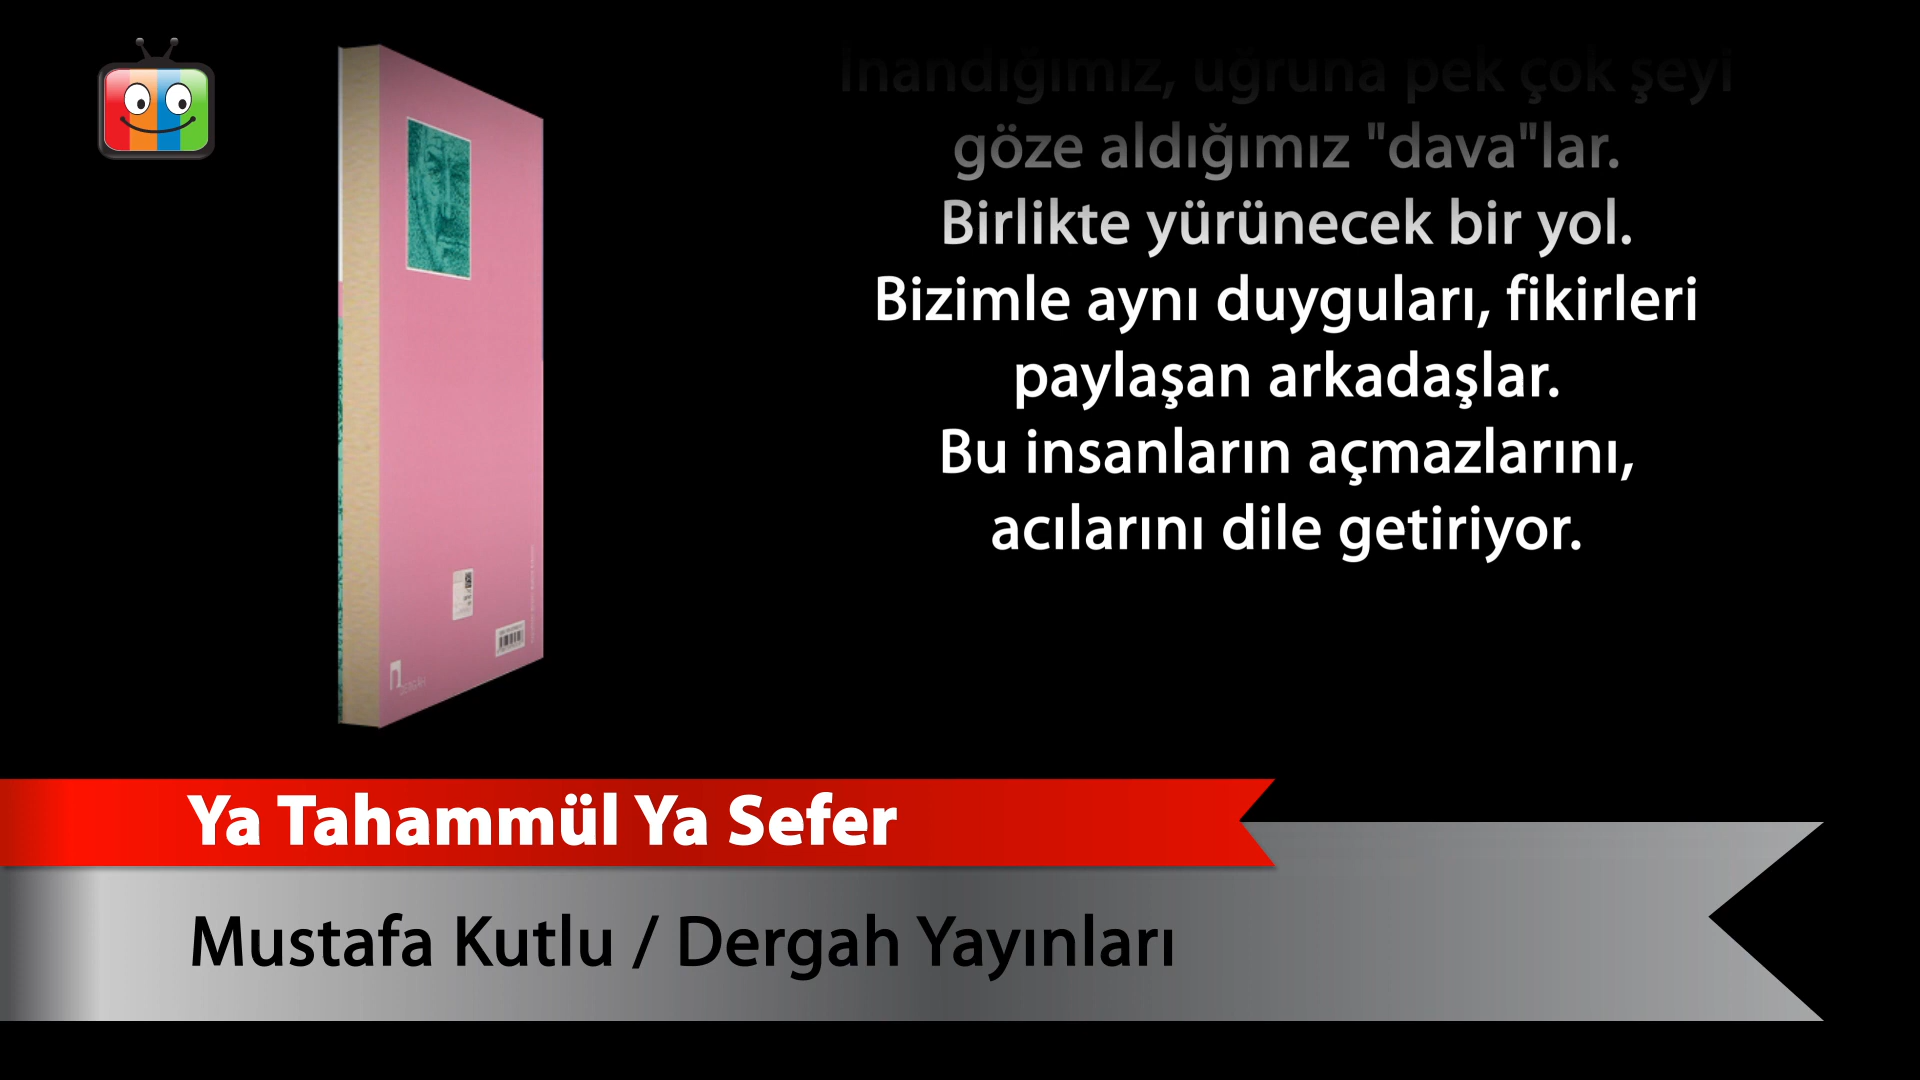 İnandığımız, uğruna pek çok şeyi
göze aldığımız "dava"lar.
Birlikte yürünecek bir yol.
Bizimle aynı duyguları, fikirleri
paylaşan arkadaşlar.
Bu insanların açmazlarını,
acılarını dile getiriyor.
DERGÂH
Ya Tahammül Ya Sefer
Mustafa Kutlu / Dergah Yayınları